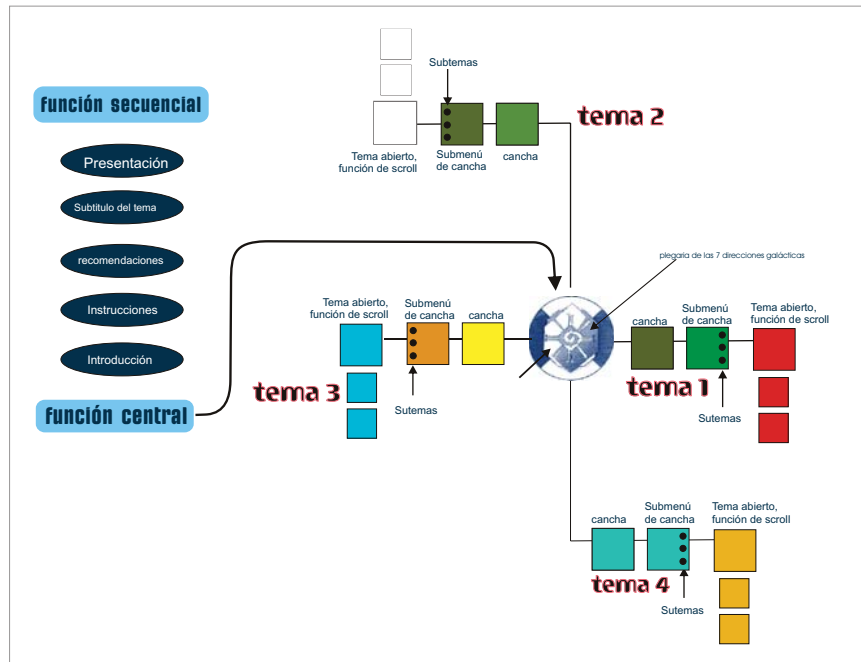 función secuencial
Presentación
Subtítulo del tema
recomendaciones
Instrucciones
Introducción
función central
Subtemas
tema 2
Tema abierto,
función de scroll
Submenú
de cancha
cancha
plegaria de las 7 direcciones galácticas
Tema abierto,
función de scroll
Submenú
de cancha
cancha
tema 3
Sutemas
cancha
Submenú
de cancha
Tema abierto,
función de scroll
tema 1
Sutemas
cancha
Submenú
de cancha
Tema abierto,
función de scroll
tema 4
Sutemas